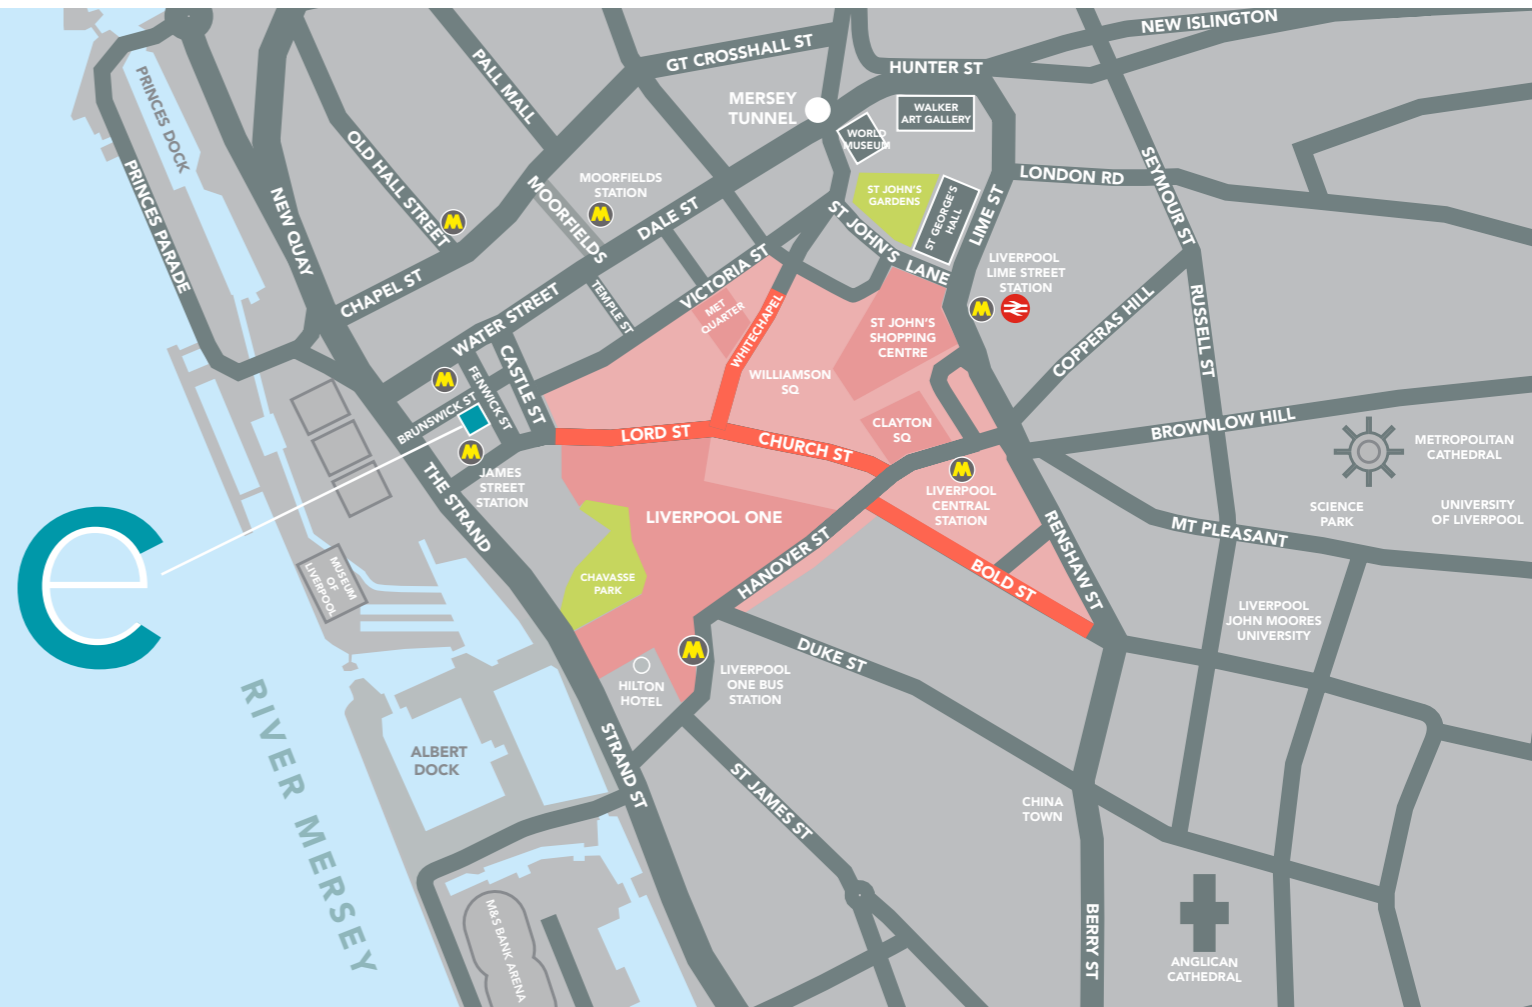 NEW ISLINGTON
GT CROSSHALL ST
HUNTER ST
PALL MALL
PRINCES DOCK
MERSEY
TUNNEL
WALKER
ART GALLERY
WORLD
MUSEUM
OLD HALL STREET
PRINCES PARADE
NEW QUAY
MOORFIELDS
STATION
MOORFIELDS
DALE ST
ST JOHN'S
GARDENS
ST GEORGE'S
HALL
LIME ST
LONDON RD
SEYMOUR ST
ST JOHN'S LANE
LIVERPOOL
LIME STREET
STATION
CHAPEL ST
WATER STREET
TEMPLE ST
VICTORIA ST
MET
QUARTER
WHITECHAPEL
ST JOHN'S
SHOPPING
CENTRE
COPPERAS HILL
RUSSELL ST
CASTLE ST
FENWICK ST
BRUNSWICK ST
WILLIAMSON
SQ
CLAYTON
SQ
LORD ST
CHURCH ST
BROWNLOW HILL
METROPOLITAN
CATHEDRAL
JAMES
STREET
STATION
THE STRAND
LIVERPOOL
CENTRAL
STATION
SCIENCE
PARK
UNIVERSITY
OF LIVERPOOL
LIVERPOOL ONE
HANOVER ST
RENSHAW ST
MT PLEASANT
e
MUSEUM
OF
LIVERPOOL
CHAVASSE
PARK
BOLD ST
LIVERPOOL
JOHN MOORES
UNIVERSITY
DUKE ST
HILTON
HOTEL
LIVERPOOL
ONE BUS
STATION
RIVER MERSEY
ALBERT
DOCK
STRAND ST
ST JAMES ST
CHINA
TOWN
M&S BANK ARENA
BERRY ST
ANGLICAN
CATHEDRAL